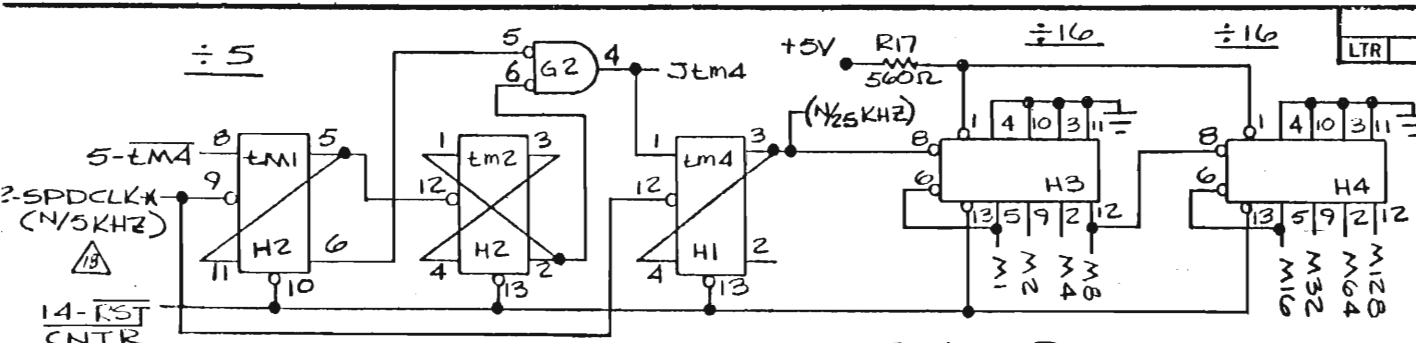 ÷5
5
6
G2
4
Jtm4
+5V
R17
560Ω
÷16
÷16
LTR
(N/25KHZ)
5-tM4
8
tM1
5
9
-SPDCLK*
(N/5KHZ)
H2
11
6
10
1
tm2
3
12
4
H2
2
13
1
tm4
3
12
4
H1
2
13
8
1
4
10
3
11
6
H3
13
5
9
2
12
M1
M2
M4
M8
8
1
4
10
3
11
6
H4
13
5
9
2
12
M16
M32
M64
M128
14-RST
CNTR